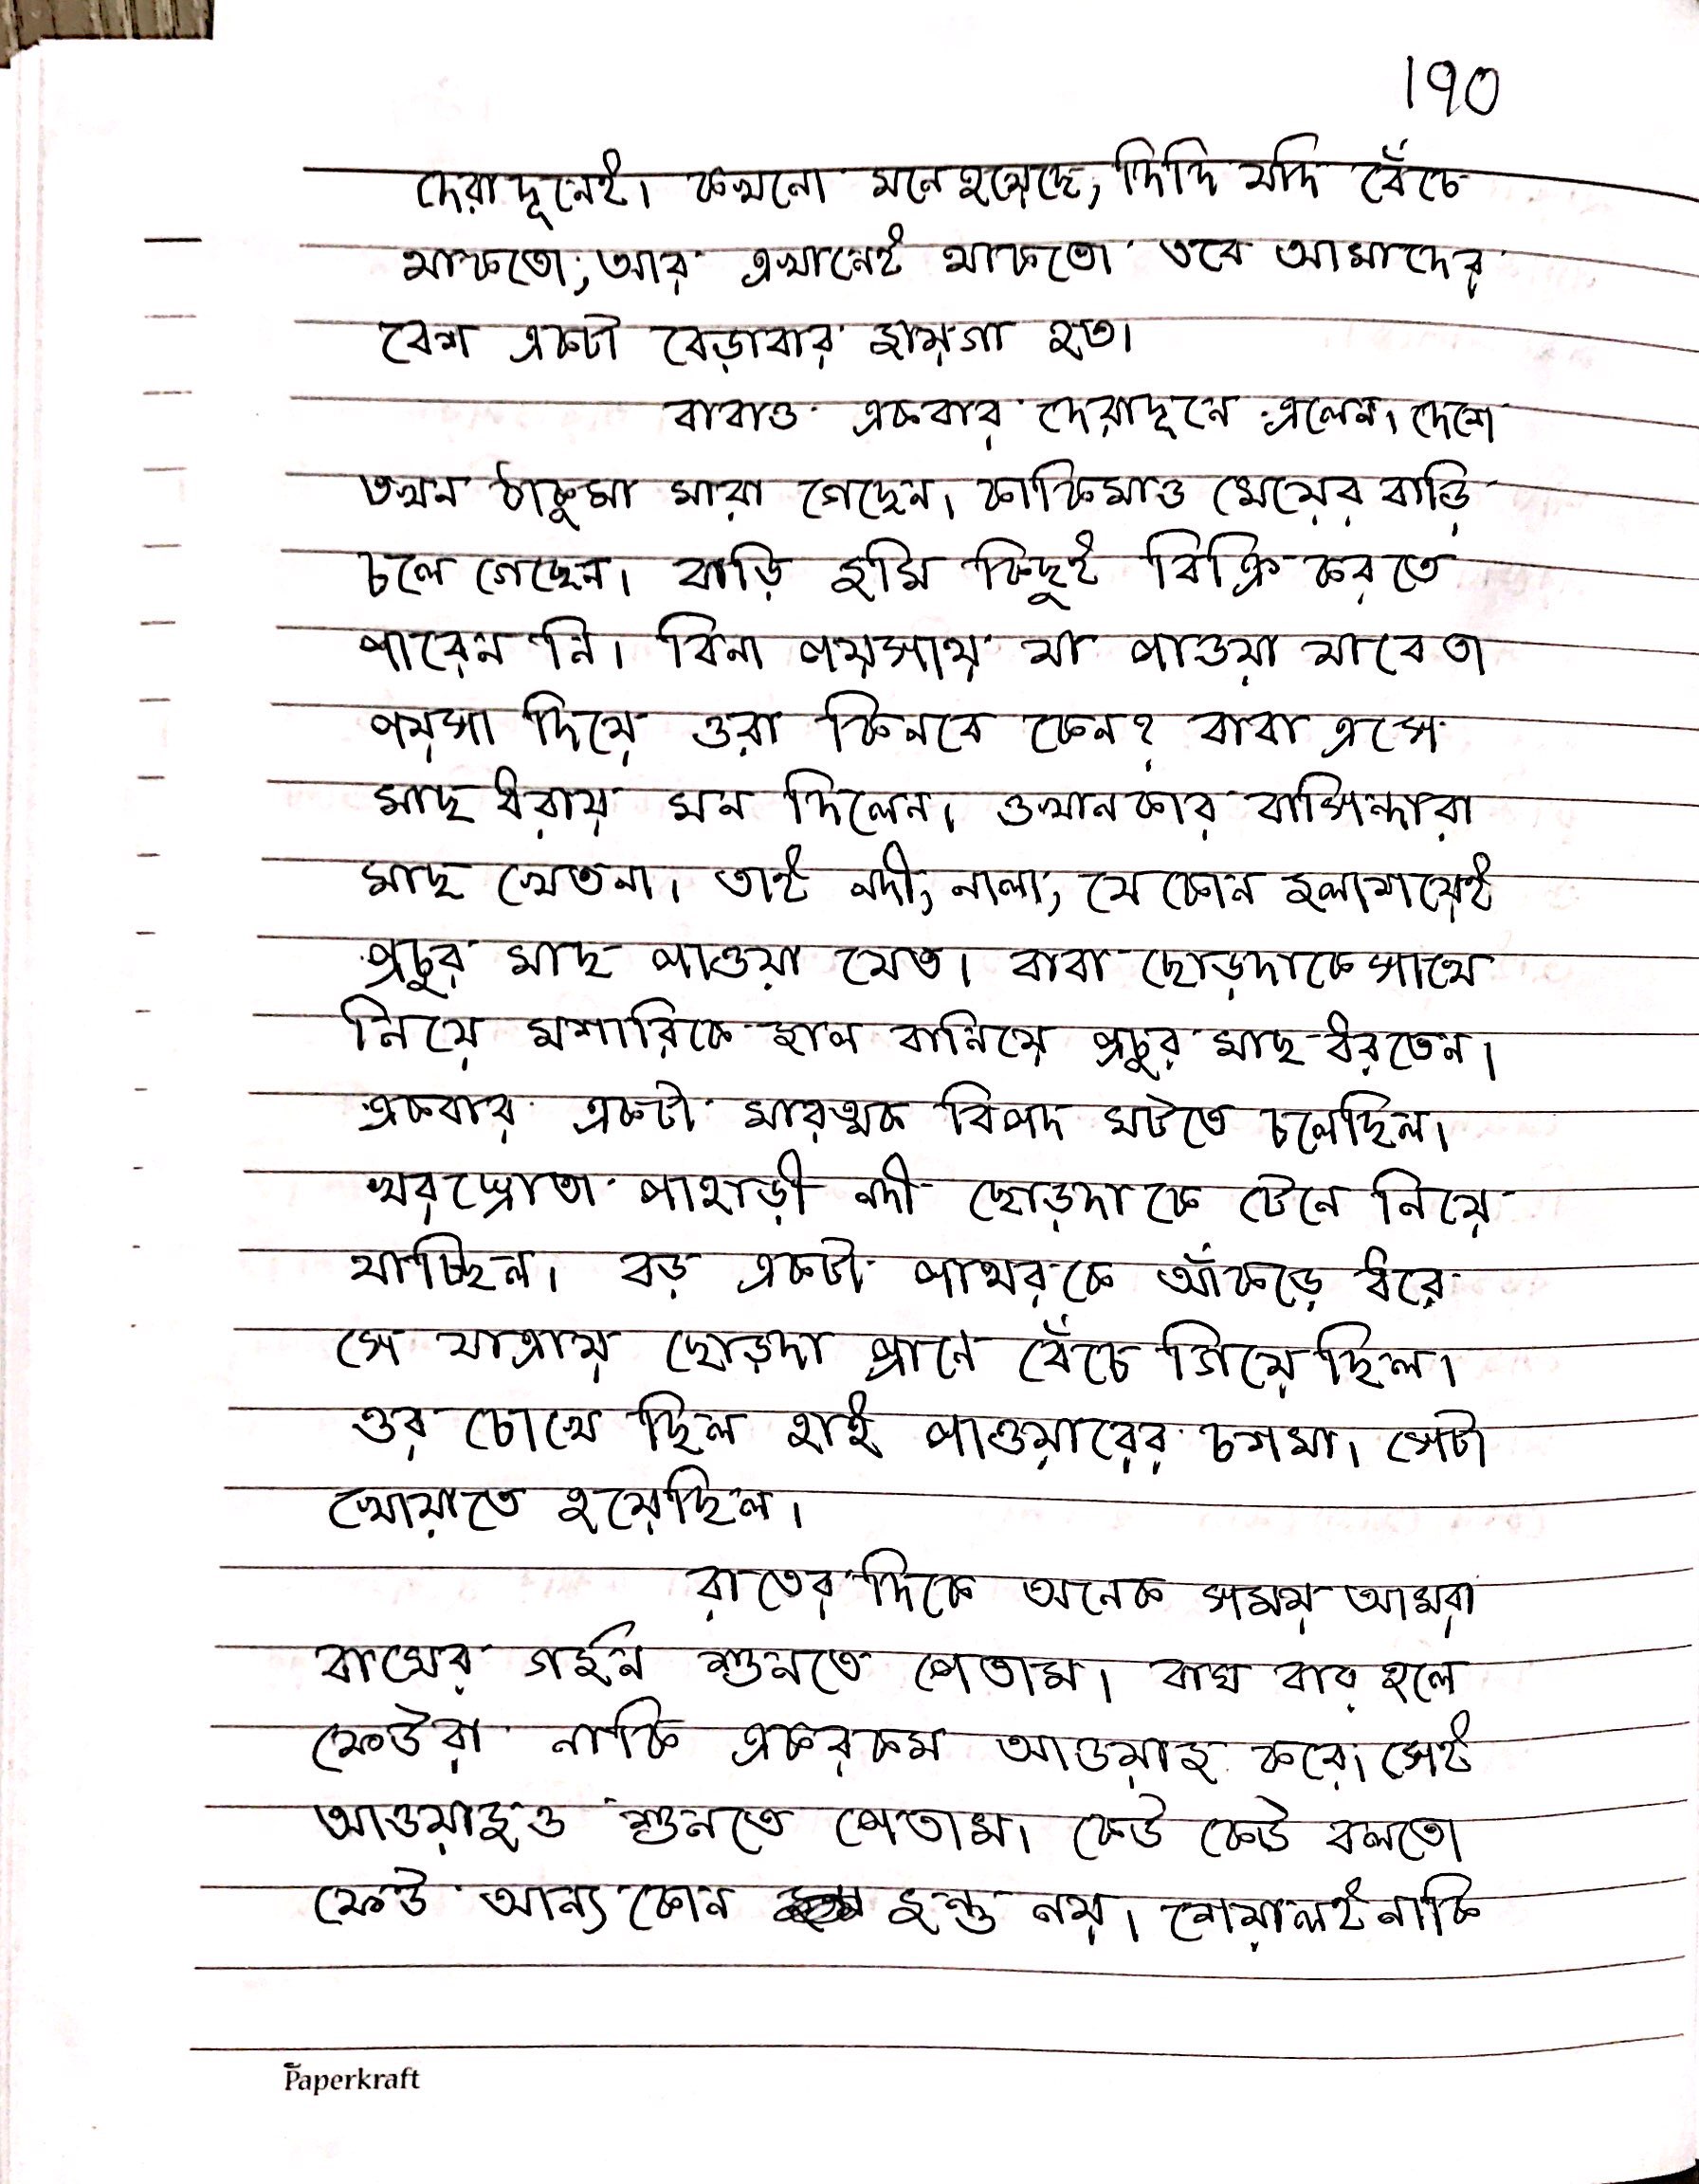 ১৭০
দেরাদূনেই। কখনো মনে হয়েছে, দিদি যদি বেঁচে
থাকতো, আর এখানেই থাকতো তবে আমাদের
বেশ একটা বেড়াবার জায়গা হত।
বাবাও একবার দেরাদূনে এলেন। দেশে
তখন ঠাকুমা মারা গেছেন। কাকিমাও মেয়ের বাড়ি
চলে গেছেন। বাড়ি জমি কিছুই বিক্রি করতে
পারেন নি। বিনা পয়সায় যা পাওয়া যাবে তা
পয়সা দিয়ে ওরা কিনবে কেন? বাবা এসে
মাছ ধরায় মন দিলেন। ওখানকার বাসিন্দারা
মাছ খেতনা। তাই নদী, নালা, যে কোন জলাশয়েই
প্রচুর মাছ পাওয়া যেত। বাবা ছোড়দাকে সাথে
নিয়ে মশারিকে জাল বানিয়ে প্রচুর মাছ ধরতেন।
একবার একটা মারত্মক বিপদ ঘটতে চলেছিল।
খরস্রোতা পাহাড়ী নদী ছোড়দাকে টেনে নিয়ে
যাচ্ছিল। বড় একটা পাথরকে আঁকড়ে ধরে
সে যাত্রায় ছোড়দা প্রানে বেঁচে গিয়েছিল।
ওর চোখে ছিল হাই পাওয়ারের চশমা। সেটা
খোয়াতে হয়েছিল।
রাতের দিকে অনেক সময় আমরা
বাঘের গর্জন শুনতে পেতাম। বাঘ বার হলে
ফেউরা নাকি একরকম আওয়াজ করে। সেই
আওয়াজও শুনতে পেতাম। কেউ কেউ বলতো
ফেউ আন্য কোন জন্তু নয়। শেয়ালই নাকি
Paperkraft